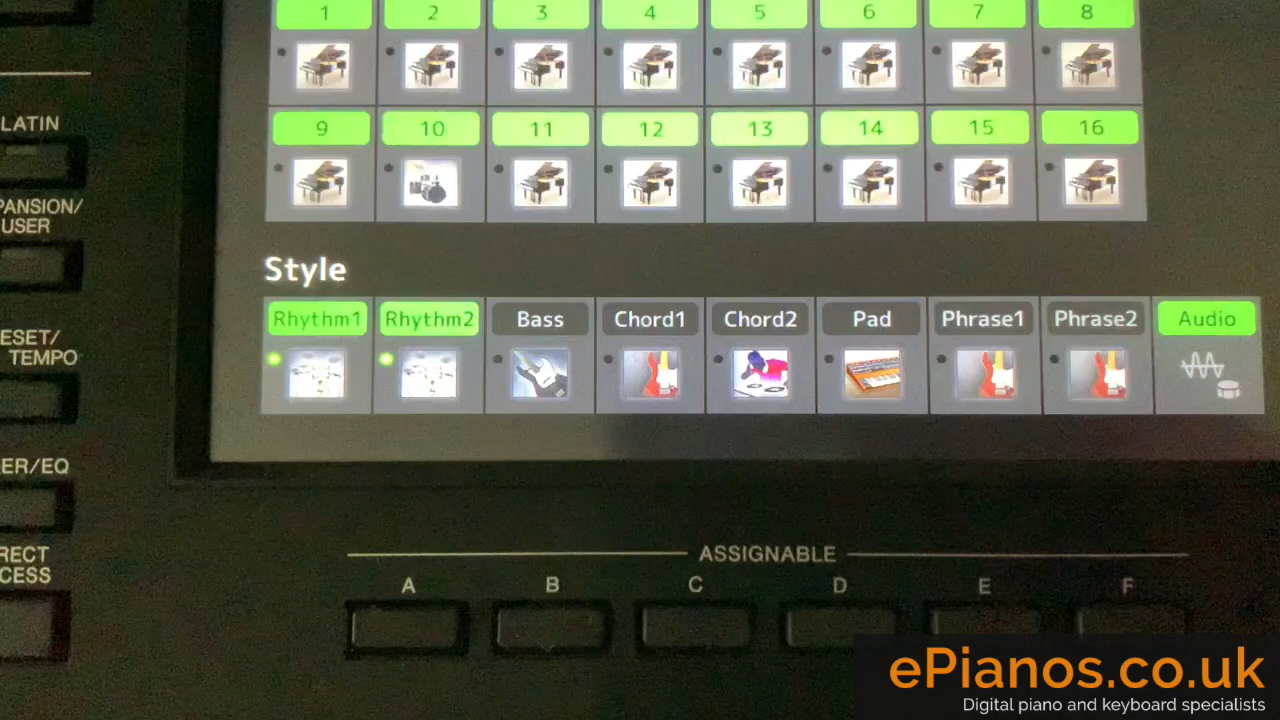 1 2 3 4 5 6 7 8
9 10 11 12 13 14 15 16
Style
Rhythm1 Rhythm2 Bass Chord1 Chord2 Pad Phrase1 Phrase2 Audio
LATIN
PANSION/
USER
ESET/
TEMPO
ER/EQ
RECT
CESS
ASSIGNABLE
A B C D E F
ePianos.co.uk
Digital piano and keyboard specialists